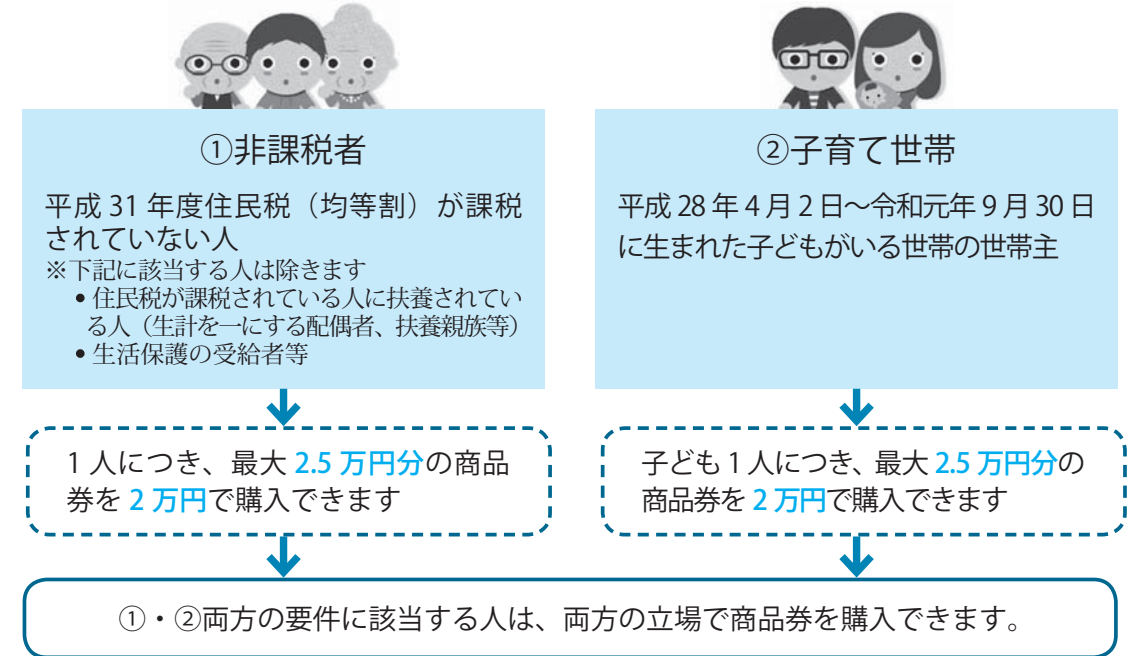 ①非課税者
平成 31 年度住民税（均等割）が課税
されていない人
※下記に該当する人は除きます
• 住民税が課税されている人に扶養されてい
る人（生計を一にする配偶者、扶養親族等）
• 生活保護の受給者等
1 人につき、最大 2.5 万円分の商品
券を 2 万円で購入できます
②子育て世帯
平成 28 年 4 月 2 日～令和元年 9 月 30 日
に生まれた子どもがいる世帯の世帯主
子ども 1 人につき、最大 2.5 万円分の
商品券を 2 万円で購入できます
①・②両方の要件に該当する人は、両方の立場で商品券を購入できます。